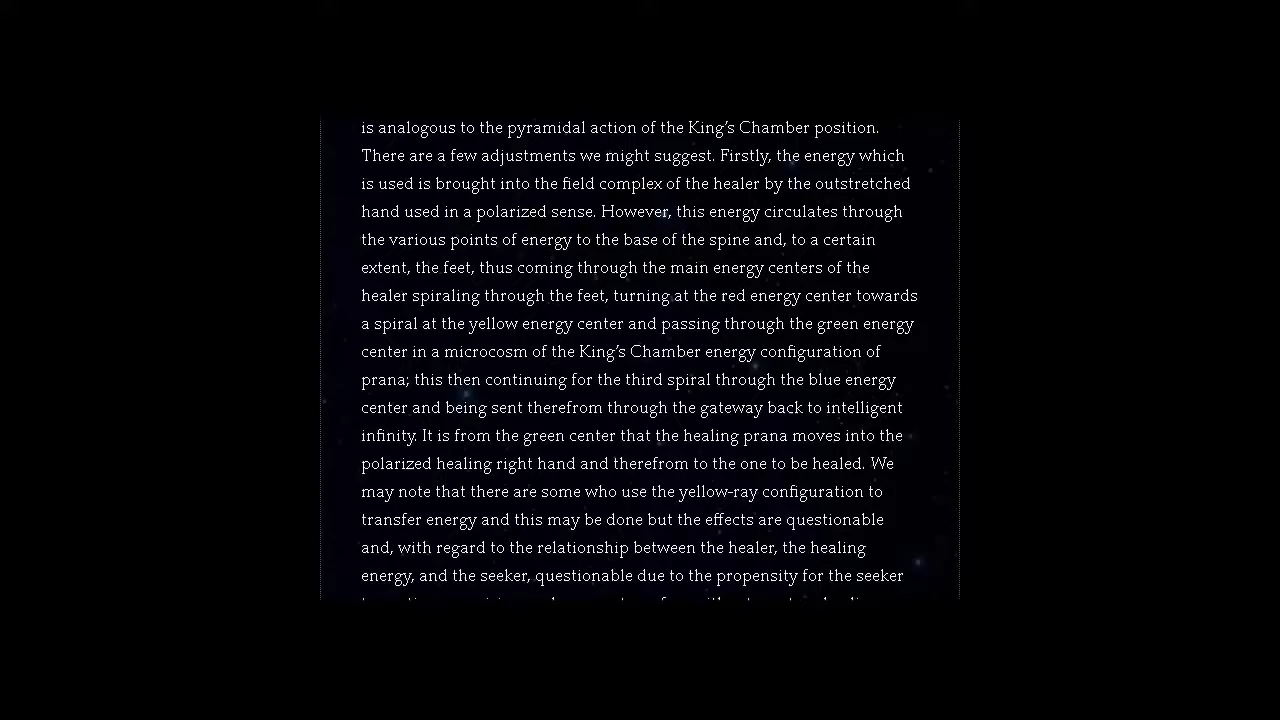 is analogous to the pyramidal action of the King's Chamber position.
There are a few adjustments we might suggest. Firstly, the energy which
is used is brought into the field complex of the healer by the outstretched
hand used in a polarized sense. However, this energy circulates through
the various points of energy to the base of the spine and, to a certain
extent, the feet, thus coming through the main energy centers of the
healer spiraling through the feet, turning at the red energy center towards
a spiral at the yellow energy center and passing through the green energy
center in a microcosm of the King's Chamber energy configuration of
prana; this then continuing for the third spiral through the blue energy
center and being sent therefrom through the gateway back to intelligent
infinity. It is from the green center that the healing prana moves into the
polarized healing right hand and therefrom to the one to be healed. We
may note that there are some who use the yellow-ray configuration to
transfer energy and this may be done but the effects are questionable
and, with regard to the relationship between the healer, the healing
energy, and the seeker, questionable due to the propensity for the seeker